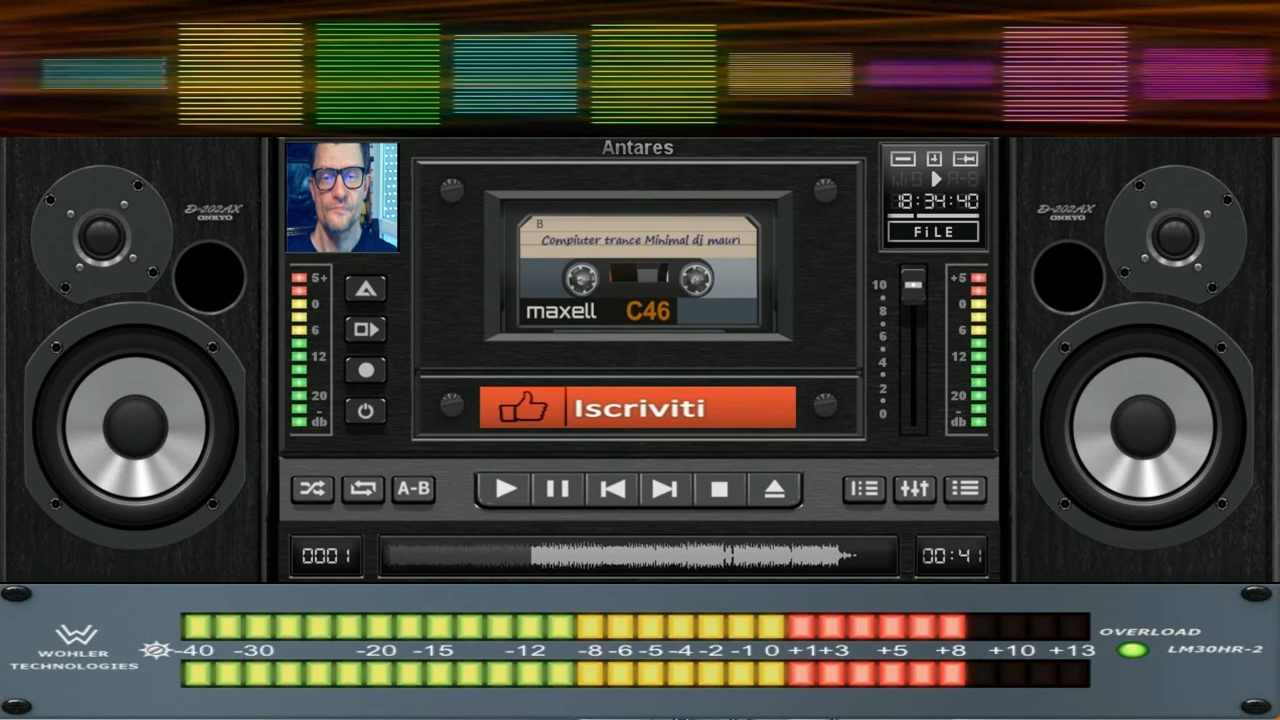 Antares
D-202AX
ONKYO
B
Compiuter trance Minimal dj mauri
maxell C46
A-B
18:34:40
FiLE
D-202AX
ONKYO
5+
0
6
12
20
-
db
10
8
6
4
2
0
+5
0
6
12
20
-
db
Iscriviti
A-B
0001
00:41
WOHLER
TECHNOLOGIES
-40 -30 -20 -15 -12 -8 -6 -5 -4 -2 -1 0 +1 +3 +5 +8 +10 +13
OVERLOAD
LM30HR-2